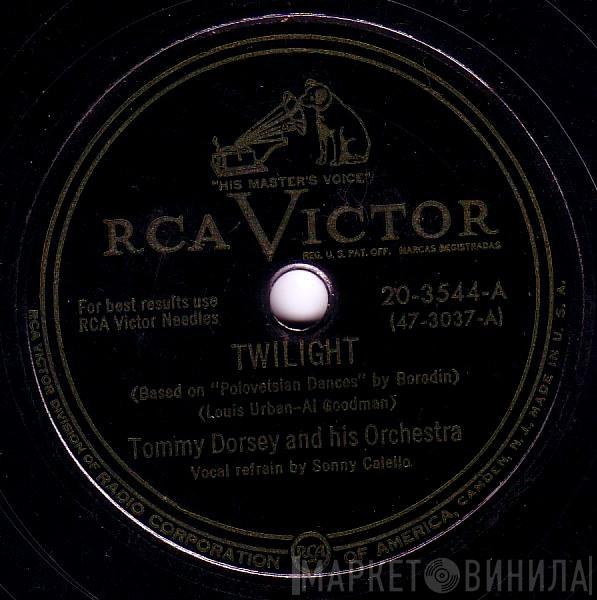 "HIS MASTER'S VOICE"
RCA VICTOR
REG. U. S. PAT. OFF. MARCAS REGISTRADAS
For best results use
RCA Victor Needles
20-3544-A
(47-3037-A)
TWILIGHT
(Based on "Polovetsian Dances" by Borodin)
(Louis Urban-Al Goodman)
Tommy Dorsey and his Orchestra
Vocal refrain by Sonny Calello
RCA VICTOR DIVISION OF RADIO CORPORATION OF AMERICA, CAMDEN, N. J. MADE IN U. S. A.
RCA
МАРКЕТ ВИНИЛА